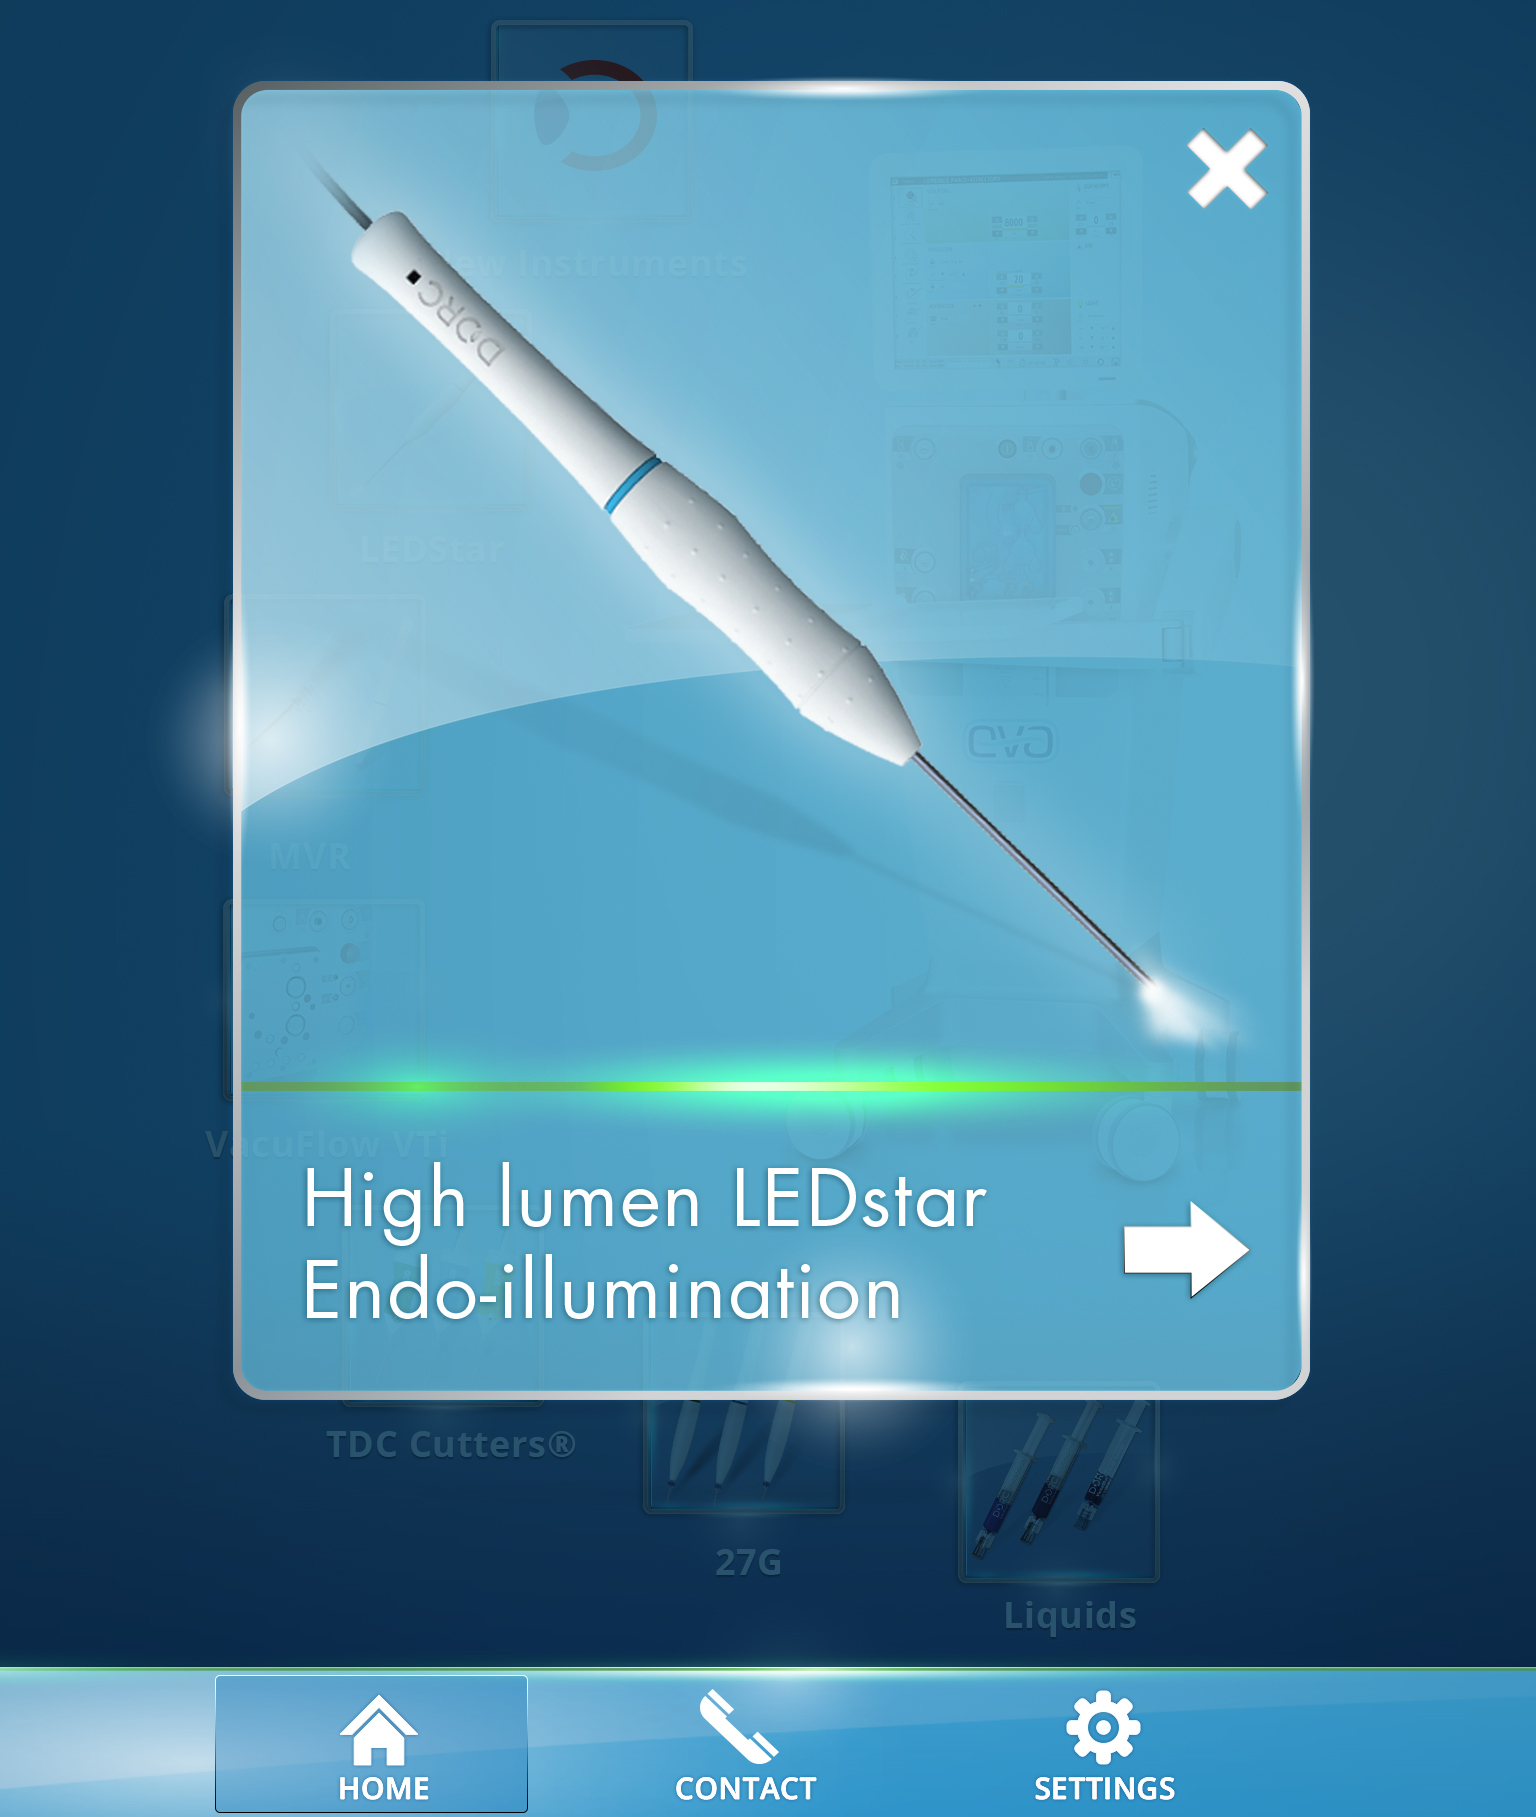 New Instruments
DORC
LEDStar
EVA
MVR
VacuFlow VTi
High lumen LEDstar
Endo-illumination
TDC Cutters®
27G
Liquids
HOME
CONTACT
SETTINGS